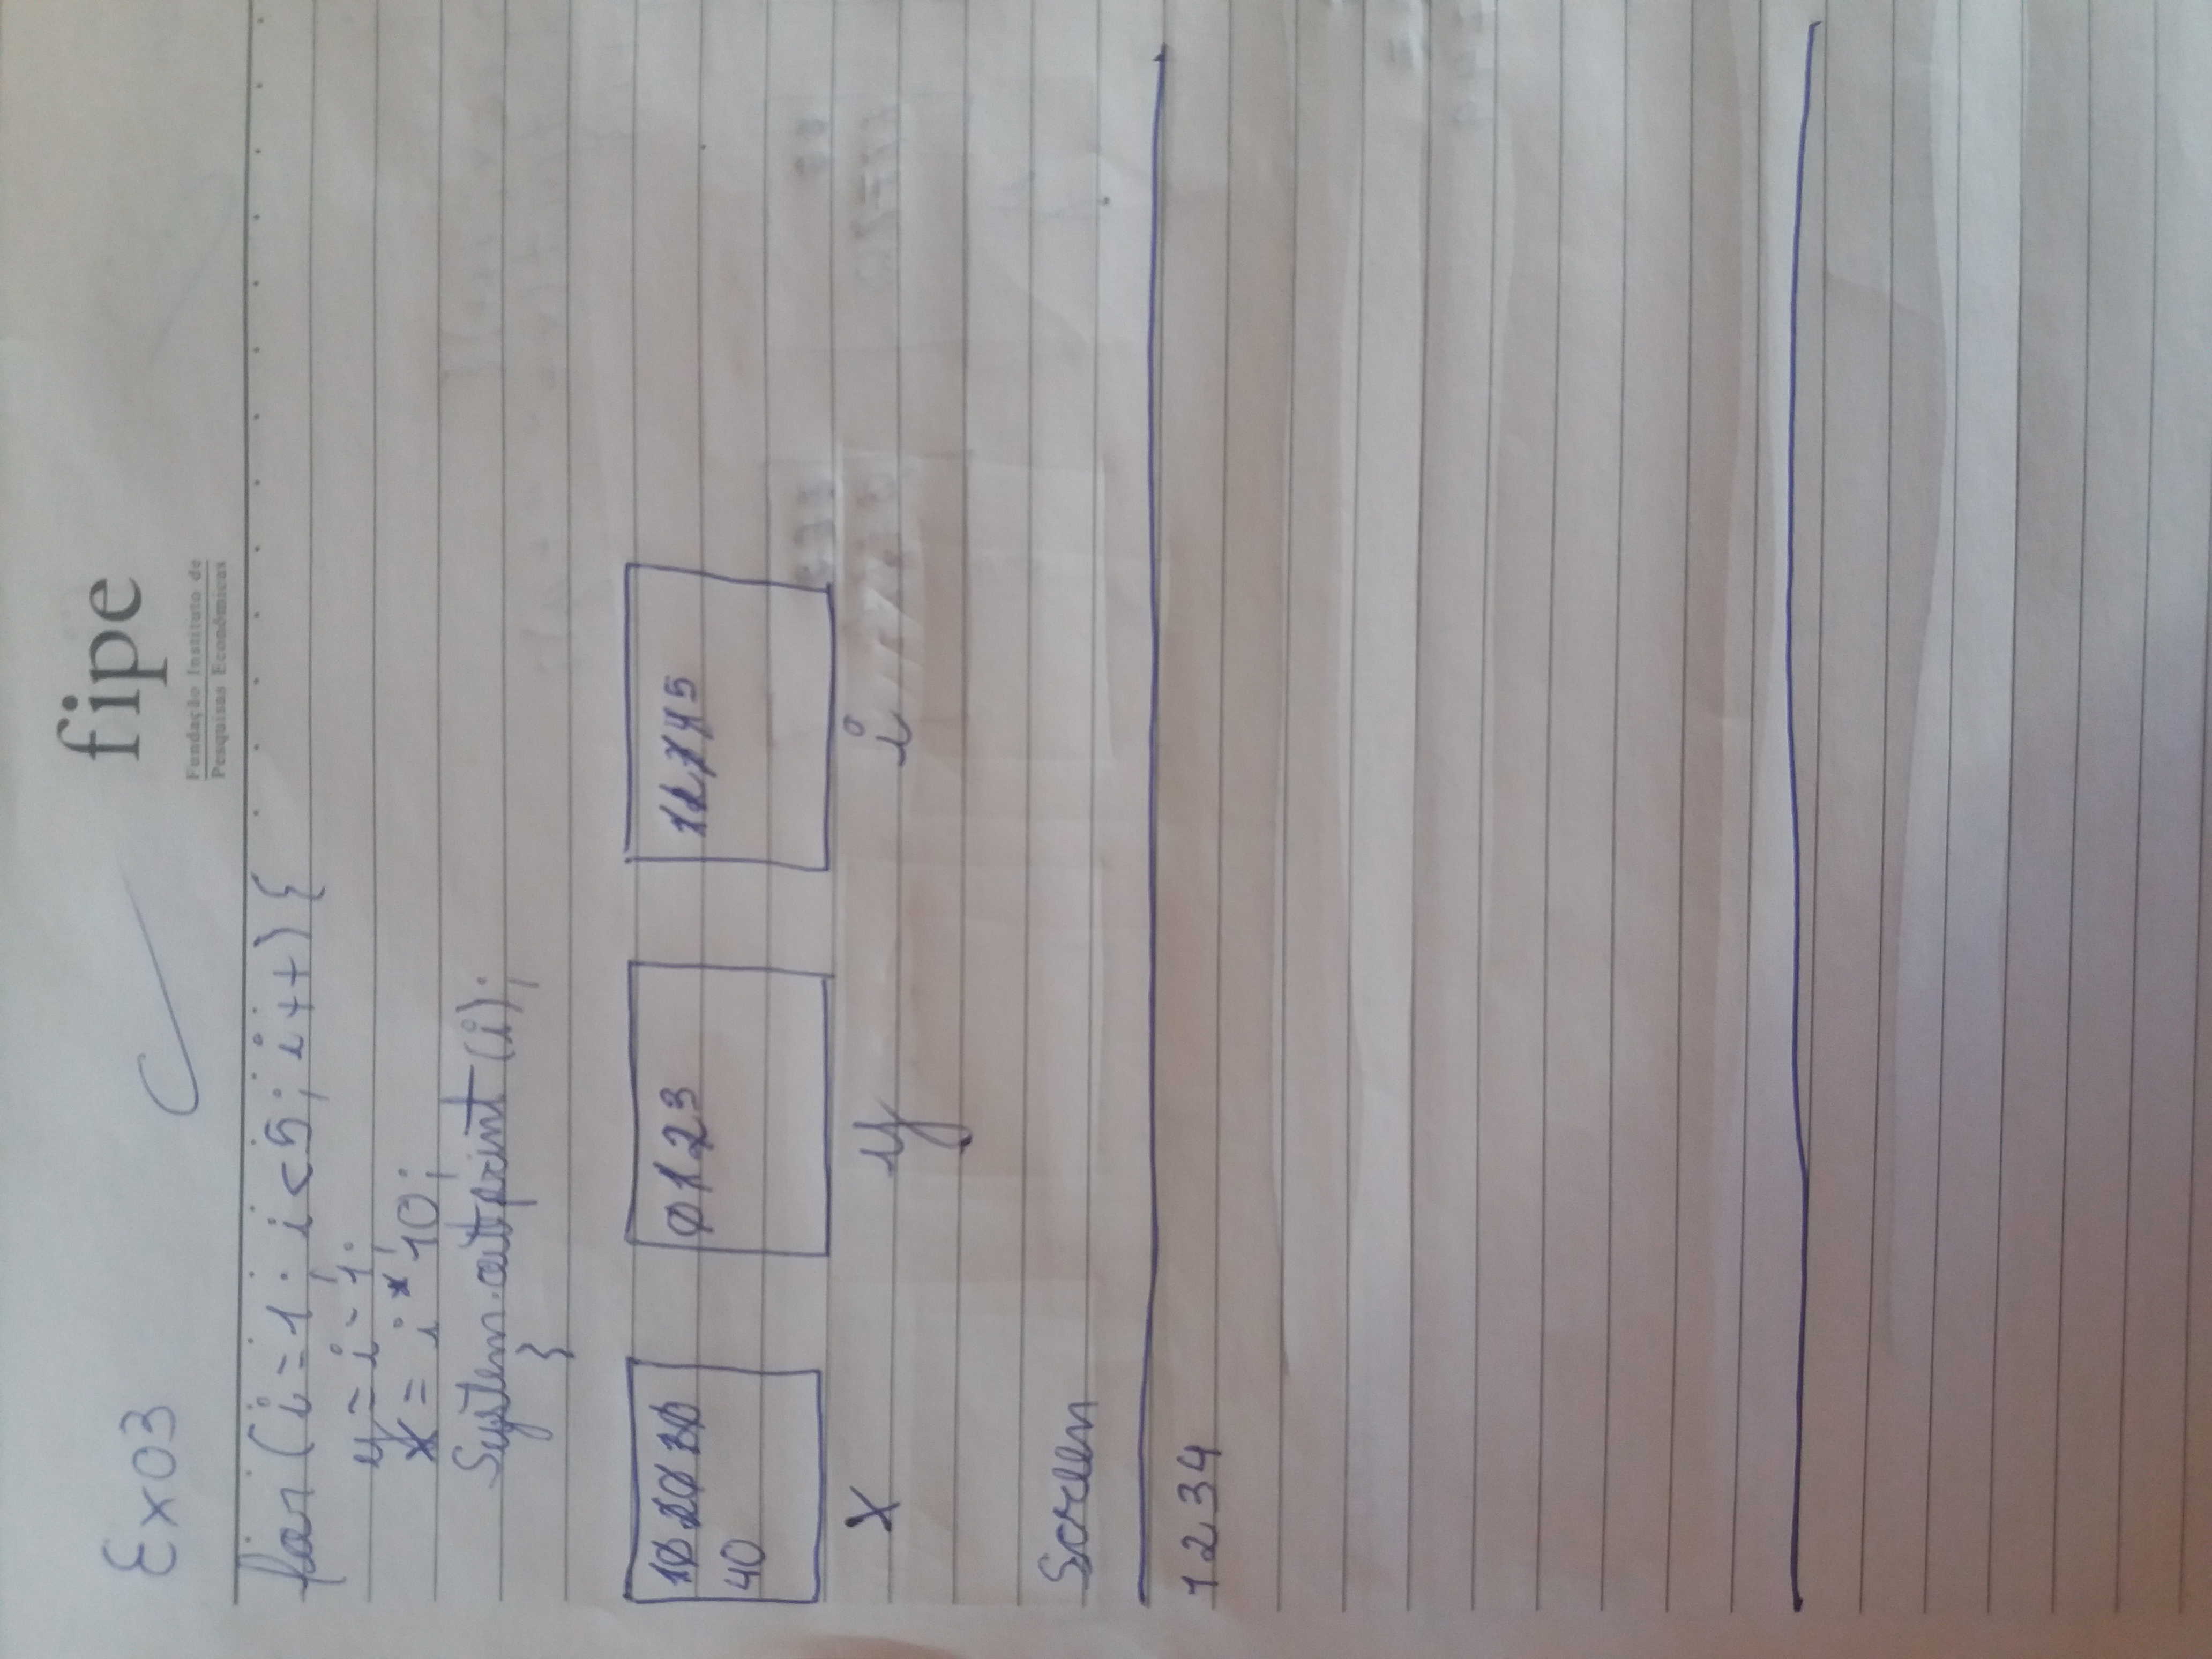 Ex03
fipe
Fundação Instituto de
Pesquisas Econômicas
for (i=1; i<5; i++) {
y = i - 1;
x = i * 10;
System.out.print (i);
}
10 20 30
40
0 1 2 3
1 2 3 4 5
x
y
i
Screen
1 2 3 4